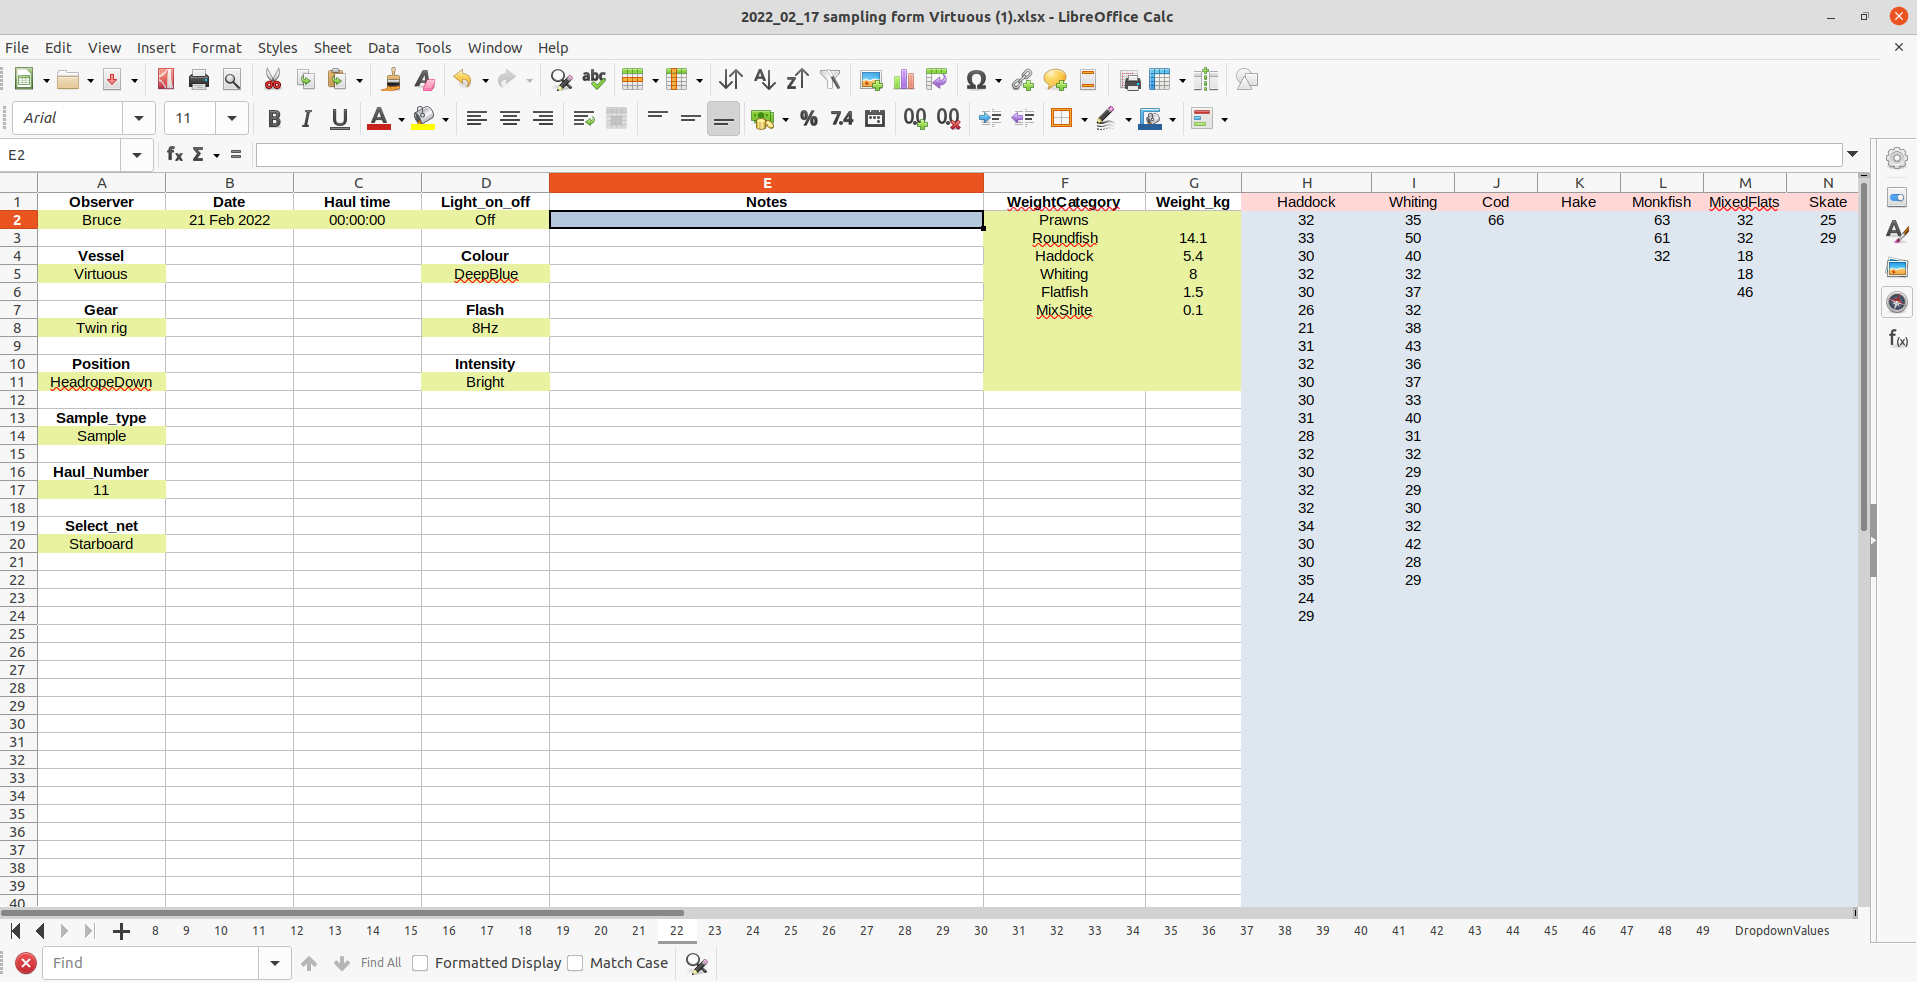 2022_02_17 sampling form Virtuous (1).xlsx - LibreOffice Calc
File Edit View Insert Format Styles Sheet Data Tools Window Help
Arial 11
E2
A B C D E F G H I J K L M N
1 Observer Date Haul time Light_on_off Notes WeightCategory Weight_kg Haddock Whiting Cod Hake Monkfish MixedFlats Skate
2 Bruce 21 Feb 2022 00:00:00 Off Prawns 32 35 66 63 32 25
3 Roundfish 14.1 33 50 61 32 29
4 Vessel Colour Haddock 5.4 30 40 32 18
5 Virtuous DeepBlue Whiting 8 32 32 18
6 Flatfish 1.5 30 37 46
7 Gear Flash MixShite 0.1 26 32
8 Twin rig 8Hz 21 38
9 31 43
10 Position Intensity 32 36
11 HeadropeDown Bright 30 37
12 30 33
13 Sample_type 31 40
14 Sample 28 31
15 32 32
16 Haul_Number 30 29
17 11 32 29
18 32 30
19 Select_net 34 32
20 Starboard 30 42
21 30 28
22 35 29
23 24
24 29
25
26
27
28
29
30
31
32
33
34
35
36
37
38
39
40
8 9 10 11 12 13 14 15 16 17 18 19 20 21 22 23 24 25 26 27 28 29 30 31 32 33 34 35 36 37 38 39 40 41 42 43 44 45 46 47 48 49 DropdownValues
Find Find All Formatted Display Match Case